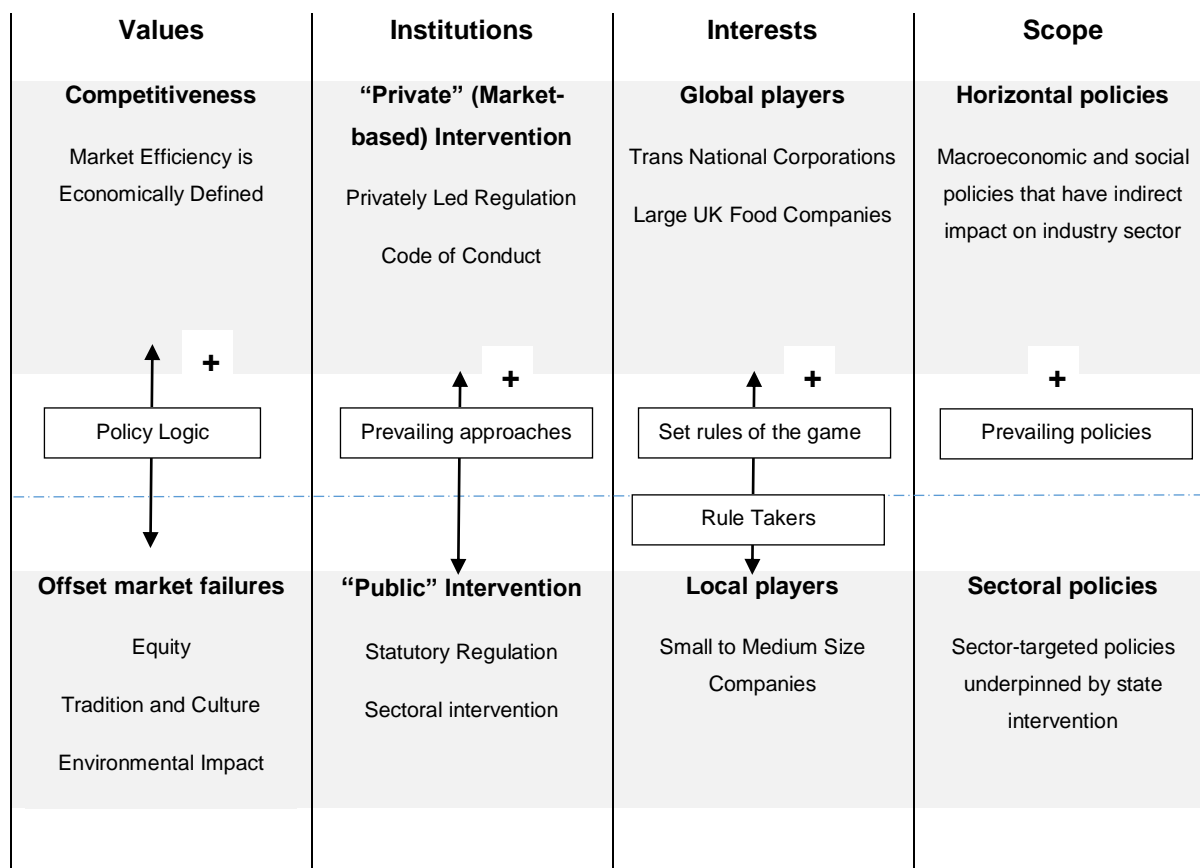 Values
Institutions
Interests
Scope
Competitiveness
Market Efficiency is
Economically Defined
+
Policy Logic
Offset market failures
Equity
Tradition and Culture
Environmental Impact
“Private” (Market-
based) Intervention
Privately Led Regulation
Code of Conduct
+
Prevailing approaches
“Public” Intervention
Statutory Regulation
Sectoral intervention
Global players
Trans National Corporations
Large UK Food Companies
+
Set rules of the game
Rule Takers
Local players
Small to Medium Size
Companies
Horizontal policies
Macroeconomic and social
policies that have indirect
impact on industry sector
+
Prevailing policies
Sectoral policies
Sector-targeted policies
underpinned by state
intervention